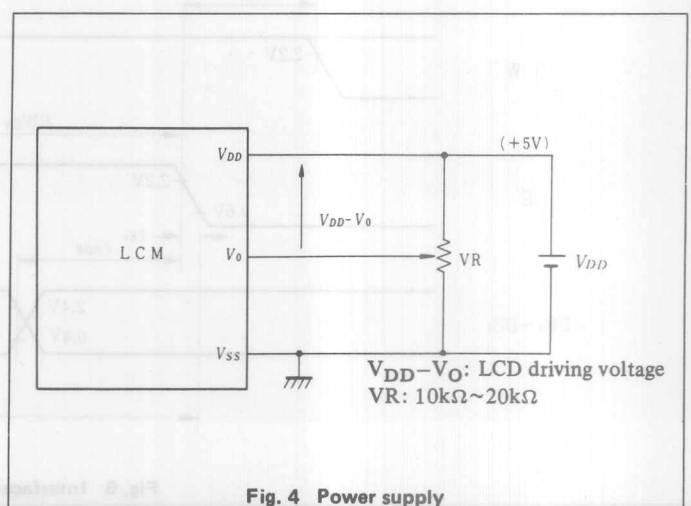 (+5V)
VDD
VDD-V0
LCM
V0
VR
VDD
VSS
VDD-VO: LCD driving voltage
VR: 10kΩ~20kΩ
Fig. 4 Power supply